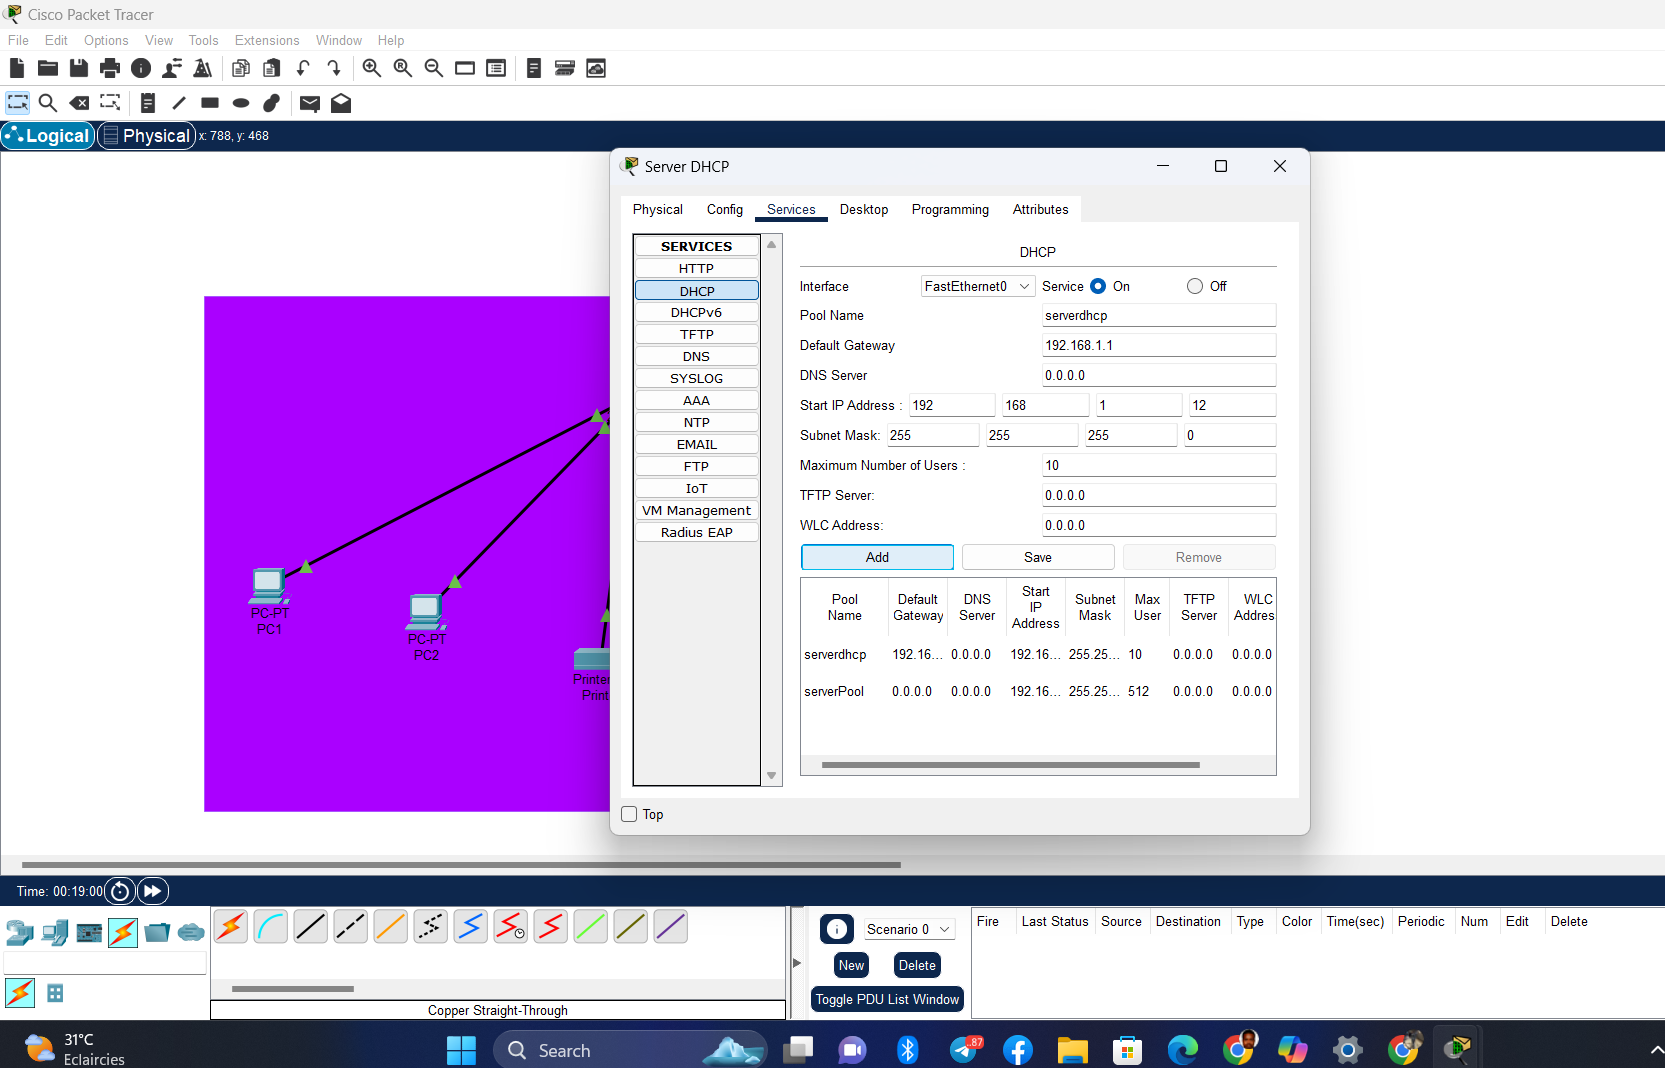 Cisco Packet Tracer
File Edit Options View Tools Extensions Window Help
Logical Physical x: 788, y: 468
Server DHCP
Physical Config Services Desktop Programming Attributes
SERVICES
HTTP
DHCP
DHCPv6
TFTP
DNS
SYSLOG
AAA
NTP
EMAIL
FTP
IoT
VM Management
Radius EAP
DHCP
Interface FastEthernet0 Service On Off
Pool Name serverdhcp
Default Gateway 192.168.1.1
DNS Server 0.0.0.0
Start IP Address : 192 168 1 12
Subnet Mask: 255 255 255 0
Maximum Number of Users : 10
TFTP Server: 0.0.0.0
WLC Address: 0.0.0.0
Add Save Remove
Pool Name Default Gateway DNS Server Start IP Address Subnet Mask Max User TFTP Server WLC Addres
serverdhcp 192.16... 0.0.0.0 192.16... 255.25... 10 0.0.0.0 0.0.0.0
serverPool 0.0.0.0 0.0.0.0 192.16... 255.25... 512 0.0.0.0 0.0.0.0
Top
PC-PT
PC1
PC-PT
PC2
Printer
Print
Time: 00:19:00
Copper Straight-Through
Scenario 0
New Delete
Toggle PDU List Window
Fire Last Status Source Destination Type Color Time(sec) Periodic Num Edit Delete
31°C
Eclaircies
Search
..87